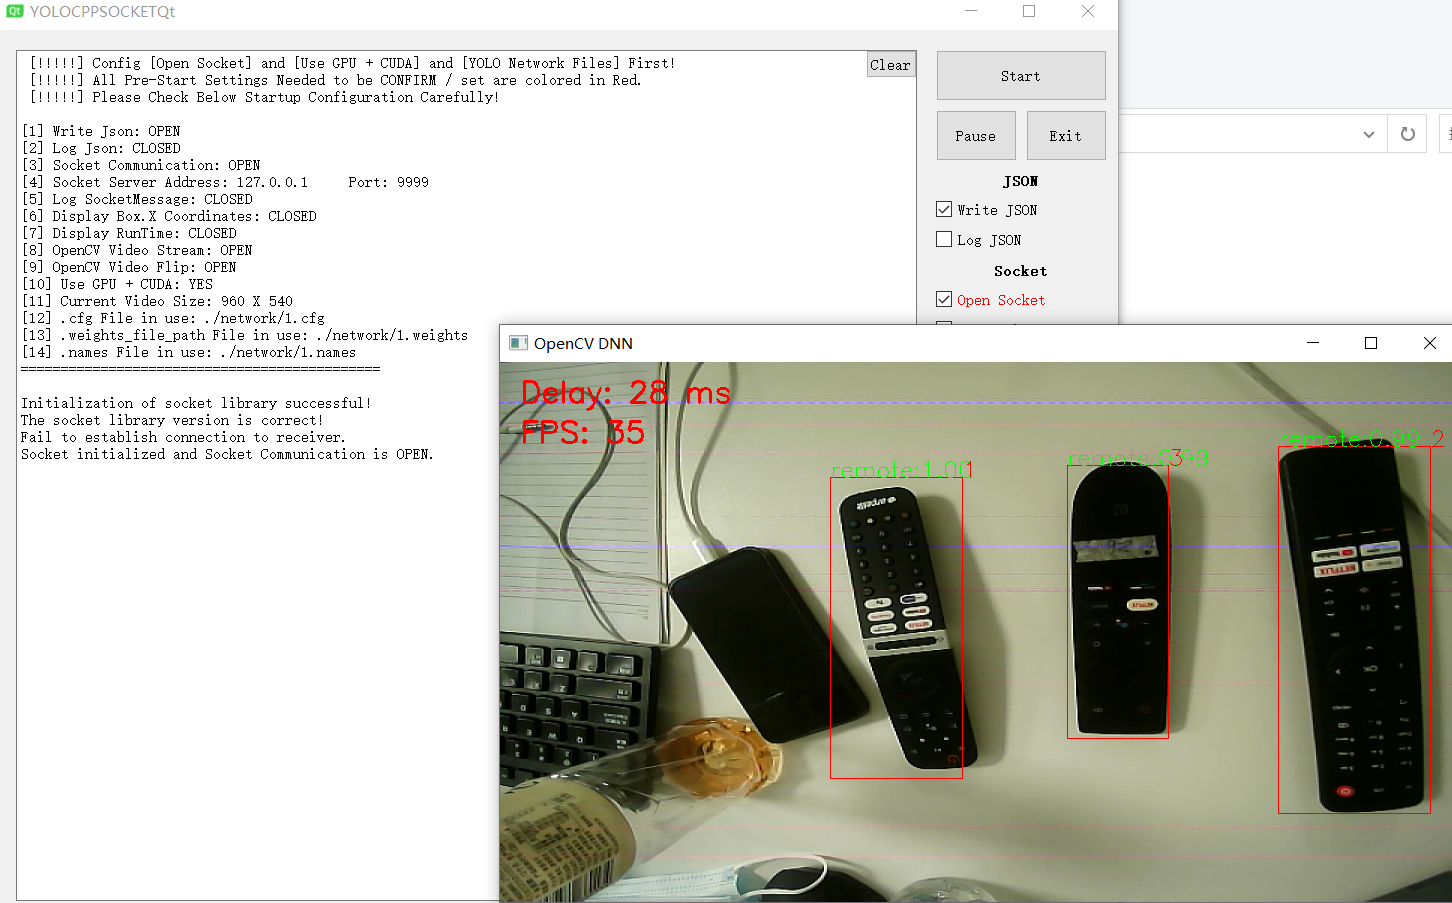 YOLOCPPSOCKETQt
[!!!!!] Config [Open Socket] and [Use GPU + CUDA] and [YOLO Network Files] First!
[!!!!!] All Pre-Start Settings Needed to be CONFIRM / set are colored in Red.
[!!!!!] Please Check Below Startup Configuration Carefully!
Clear
[1] Write Json: OPEN
[2] Log Json: CLOSED
[3] Socket Communication: OPEN
[4] Socket Server Address: 127.0.0.1 Port: 9999
[5] Log SocketMessage: CLOSED
[6] Display Box.X Coordinates: CLOSED
[7] Display RunTime: CLOSED
[8] OpenCV Video Stream: OPEN
[9] OpenCV Video Flip: OPEN
[10] Use GPU + CUDA: YES
[11] Current Video Size: 960 X 540
[12] .cfg File in use: ./network/1.cfg
[13] .weights_file_path File in use: ./network/1.weights
[14] .names File in use: ./network/1.names
=============================================
Initialization of socket library successful!
The socket library version is correct!
Fail to establish connection to receiver.
Socket initialized and Socket Communication is OPEN.
Start
Pause
Exit
JSON
Write JSON
Log JSON
Socket
Open Socket
OpenCV DNN
Delay: 28 ms
FPS: 35
remote:1.00
1
remote:0.99
3
remote:0.99
2
NETFLIX
OK